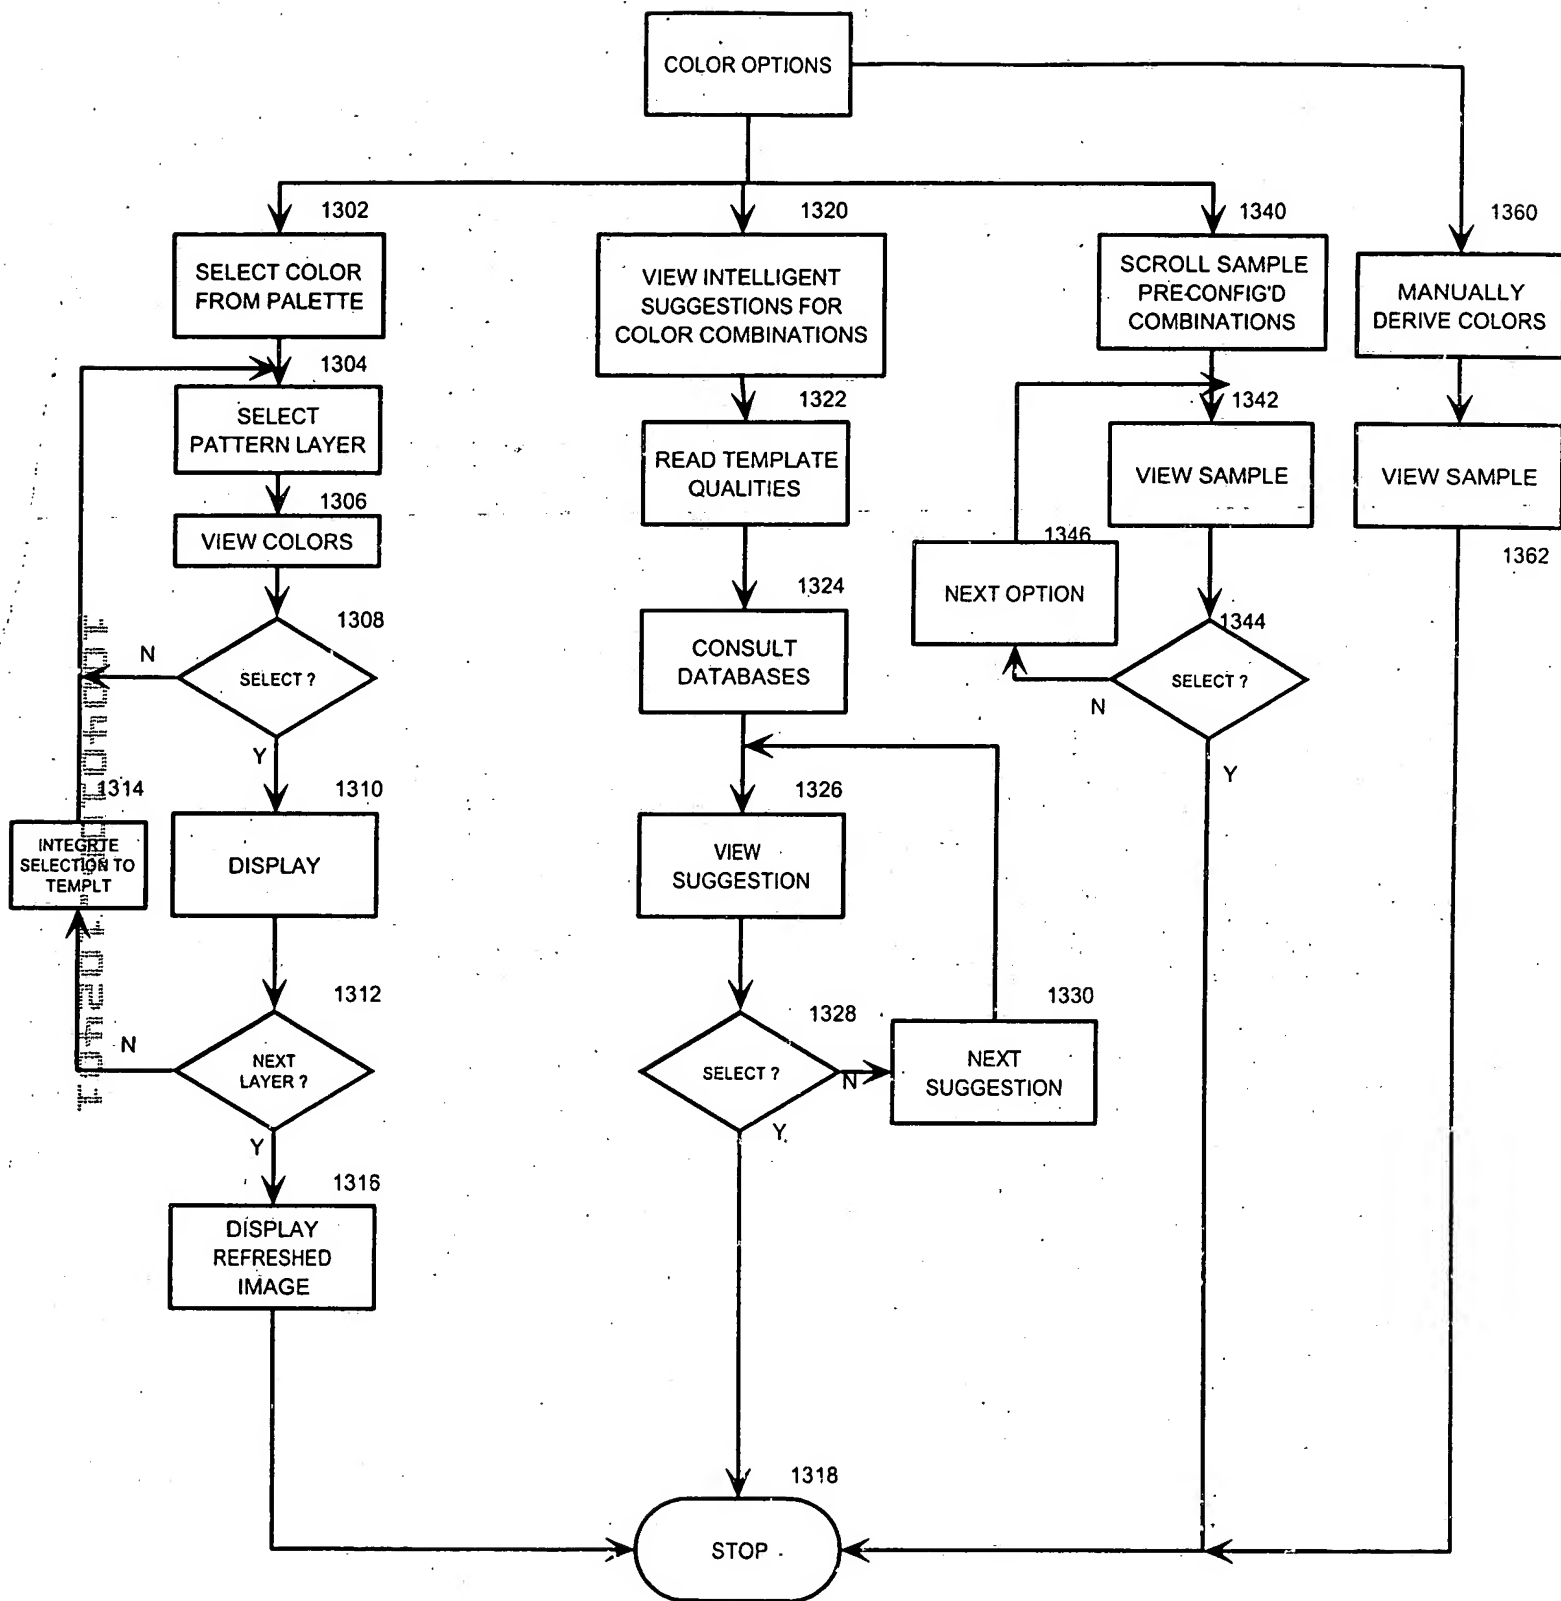 COLOR OPTIONS
1302
SELECT COLOR
FROM PALETTE
1304
SELECT
PATTERN LAYER
1306
VIEW COLORS
1308
SELECT ?
N
Y
1310
DISPLAY
1314
INTEGRTE
SELECTION TO
TEMPLT
1312
NEXT
LAYER ?
N
Y
1316
DISPLAY
REFRESHED
IMAGE
1320
VIEW INTELLIGENT
SUGGESTIONS FOR
COLOR COMBINATIONS
1322
READ TEMPLATE
QUALITIES
1324
CONSULT
DATABASES
1326
VIEW
SUGGESTION
1328
SELECT ?
N
Y
1330
NEXT
SUGGESTION
1340
SCROLL SAMPLE
PRE-CONFIG'D
COMBINATIONS
1342
VIEW SAMPLE
1346
NEXT OPTION
1344
SELECT ?
N
Y
1360
MANUALLY
DERIVE COLORS
VIEW SAMPLE
1362
1318
STOP